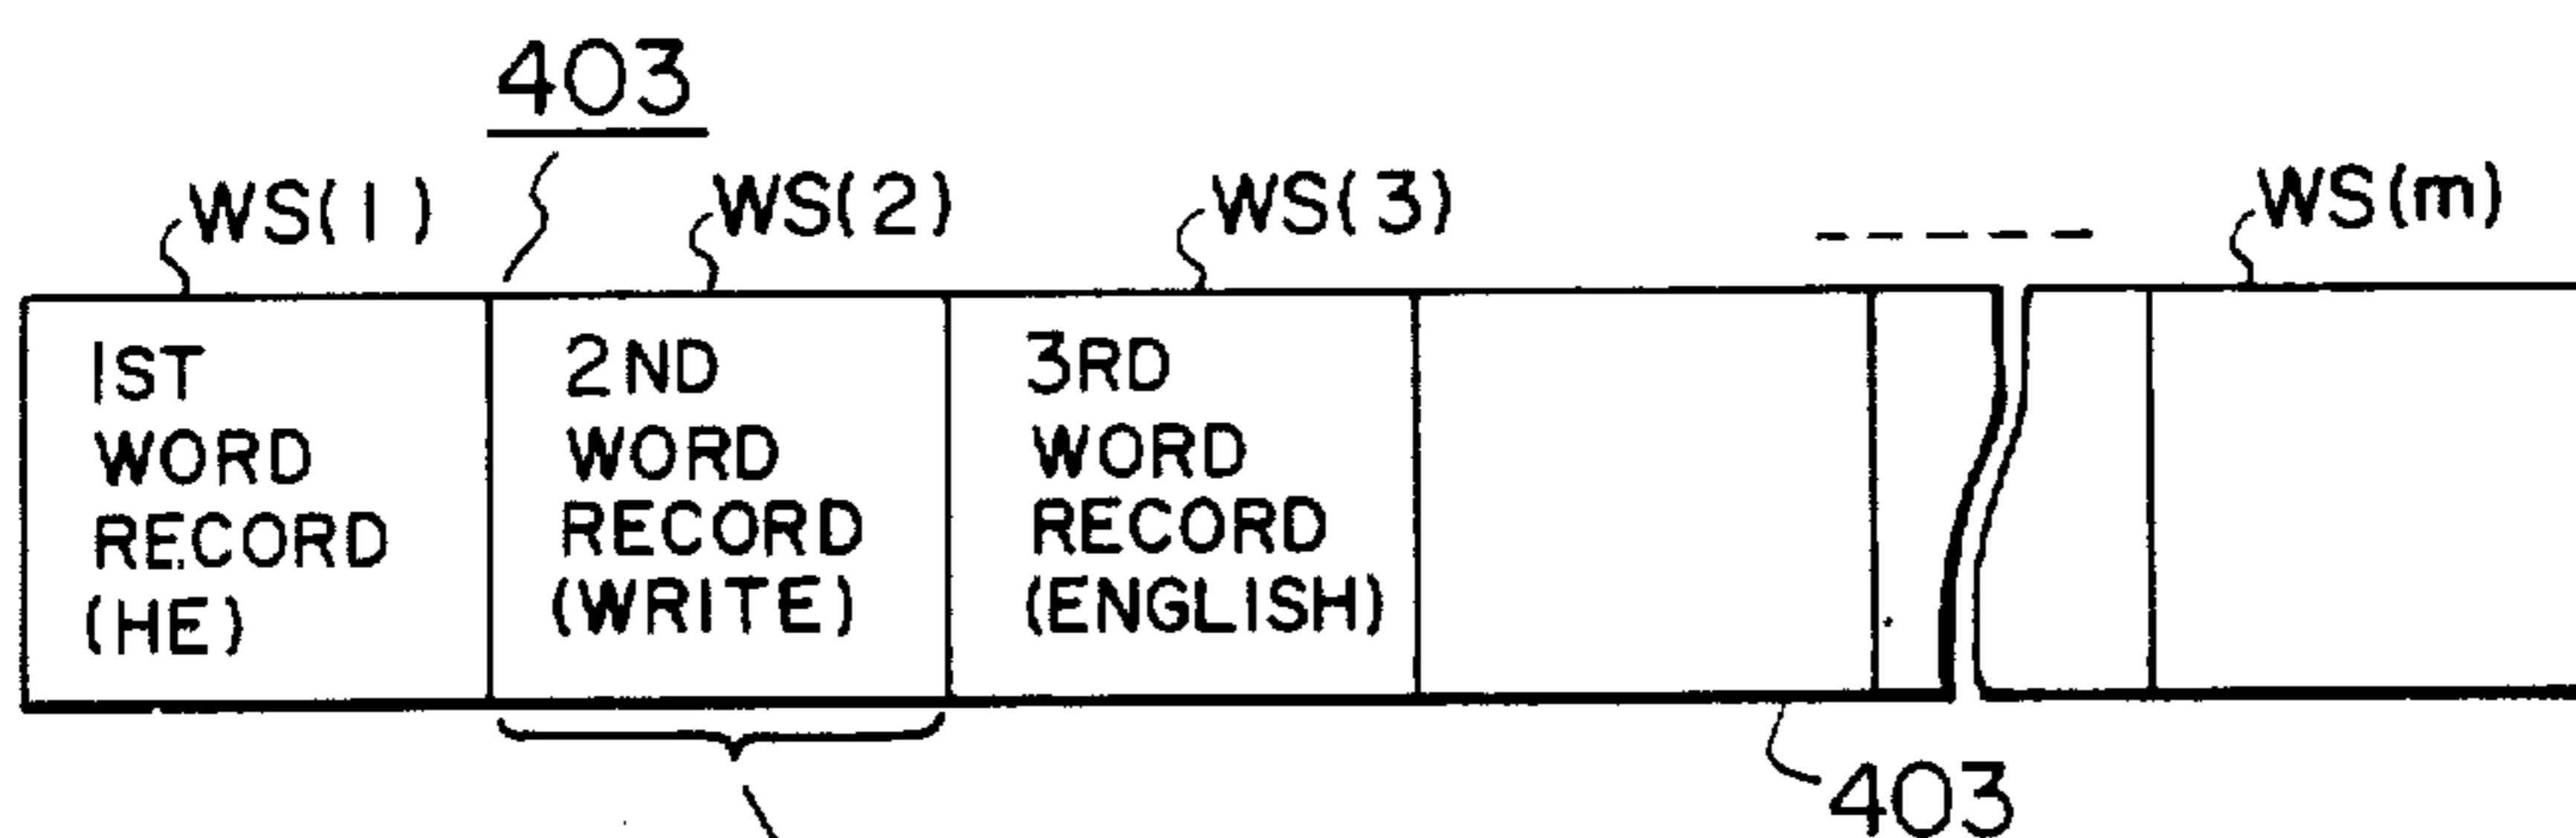 403
WS(1) WS(2) WS(3) WS(m)
1ST
WORD
RECORD
(HE)
2ND
WORD
RECORD
(WRITE)
3RD
WORD
RECORD
(ENGLISH)
403